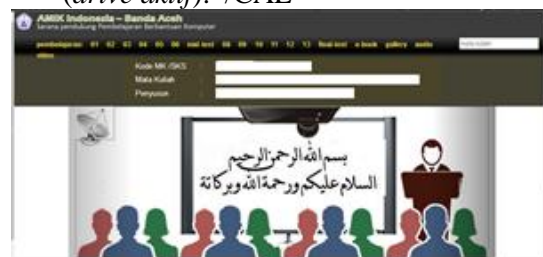 (drive aktif): \CAL
AMIK Indonesia – Banda Aceh
Sarana pendukung Pembelajaran Berbantuan Komputer
pembelajaran 01 02 03 04 05 06 mid-test 08 09 10 11 12 13 final-test e-book gallery audio
video
Kode MK /SKS :
Mata Kuliah :
Penyusun :
بسم الله الرحمن الرحيم
السلام عليكم ورحمة الله وبركاتة